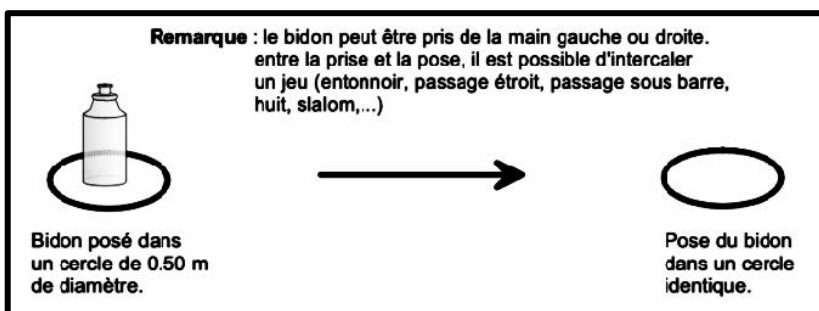 Remarque : le bidon peut être pris de la main gauche ou droite.
entre la prise et la pose, il est possible d'intercaler
un jeu (entonnoir, passage étroit, passage sous barre,
huit, slalom,...)
Bidon posé dans
un cercle de 0.50 m
de diamètre.
Pose du bidon
dans un cercle
identique.